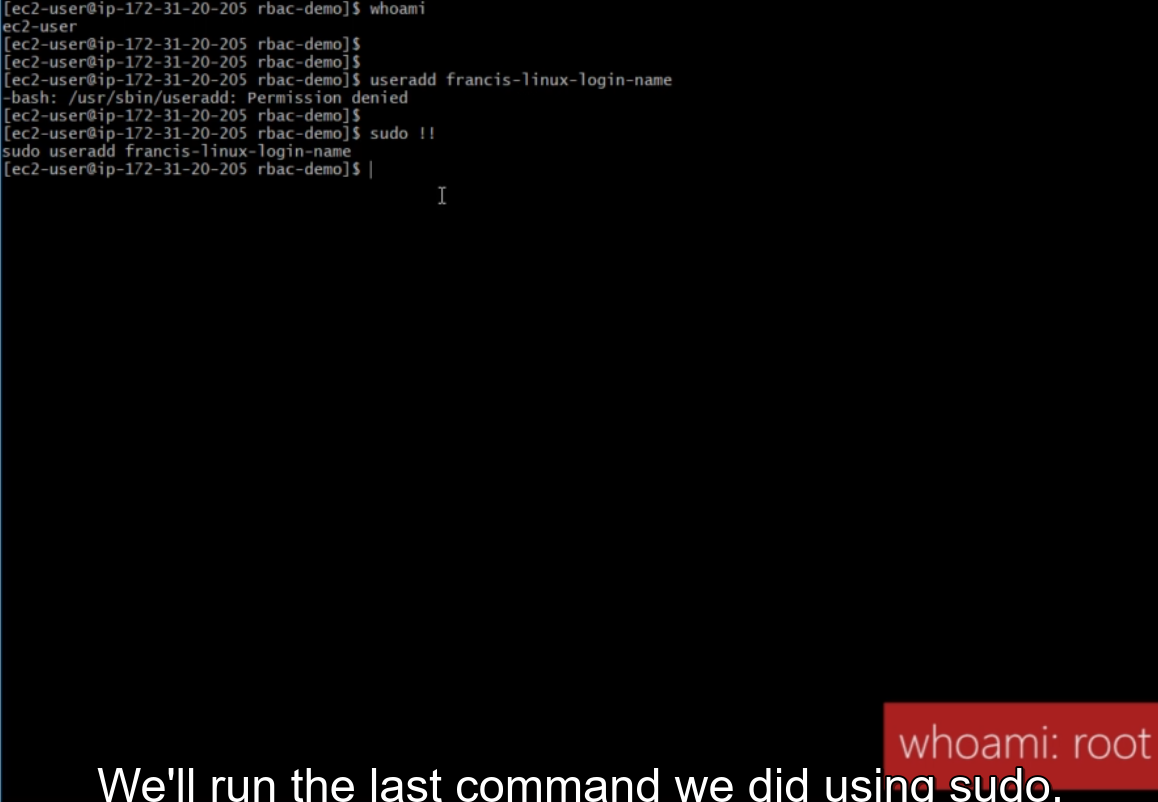 [ec2-user@ip-172-31-20-205 rbac-demo]$ whoami
ec2-user
[ec2-user@ip-172-31-20-205 rbac-demo]$
[ec2-user@ip-172-31-20-205 rbac-demo]$
[ec2-user@ip-172-31-20-205 rbac-demo]$ useradd francis-linux-login-name
-bash: /usr/sbin/useradd: Permission denied
[ec2-user@ip-172-31-20-205 rbac-demo]$
[ec2-user@ip-172-31-20-205 rbac-demo]$ sudo !!
sudo useradd francis-linux-login-name
[ec2-user@ip-172-31-20-205 rbac-demo]$
whoami: root
We'll run the last command we did using sudo.